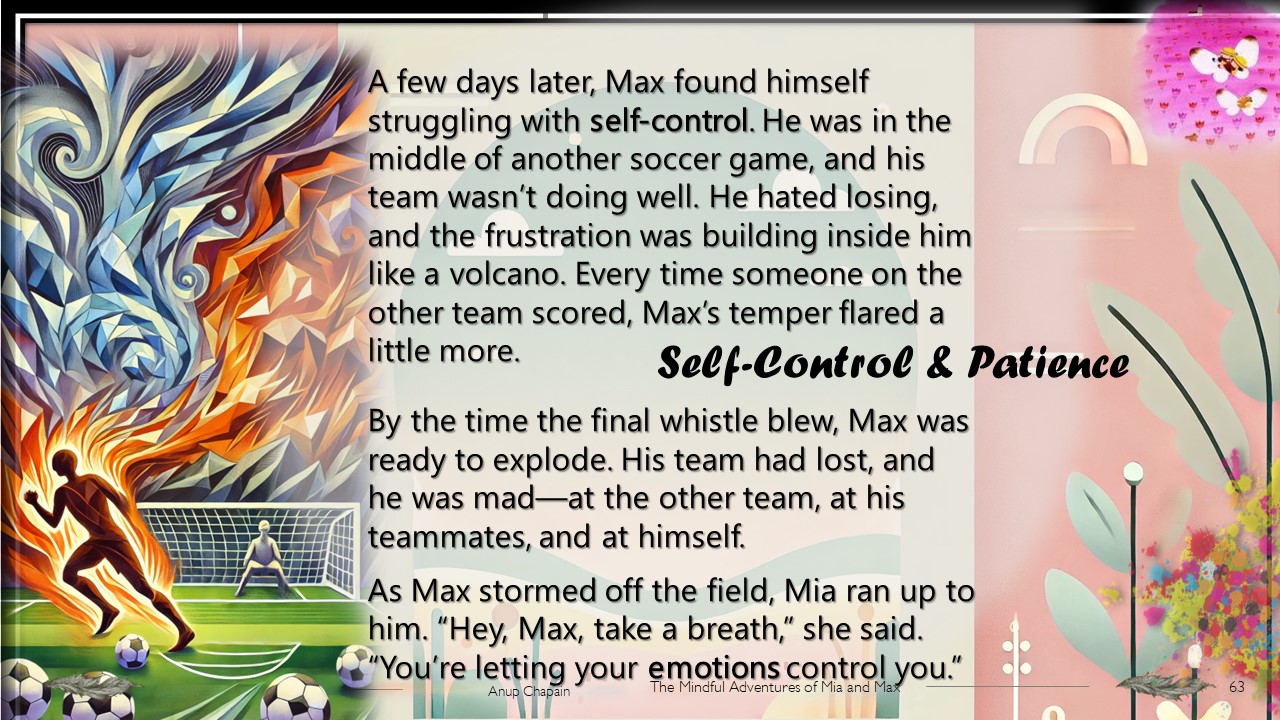 A few days later, Max found himself
struggling with self-control. He was in the
middle of another soccer game, and his
team wasn’t doing well. He hated losing,
and the frustration was building inside him
like a volcano. Every time someone on the
other team scored, Max’s temper flared a
little more.
Self-Control & Patience
By the time the final whistle blew, Max was
ready to explode. His team had lost, and
he was mad—at the other team, at his
teammates, and at himself.
As Max stormed off the field, Mia ran up to
him. “Hey, Max, take a breath,” she said.
“You’re letting your emotions control you.”
Anup Chapain
The Mindful Adventures of Mia and Max
63